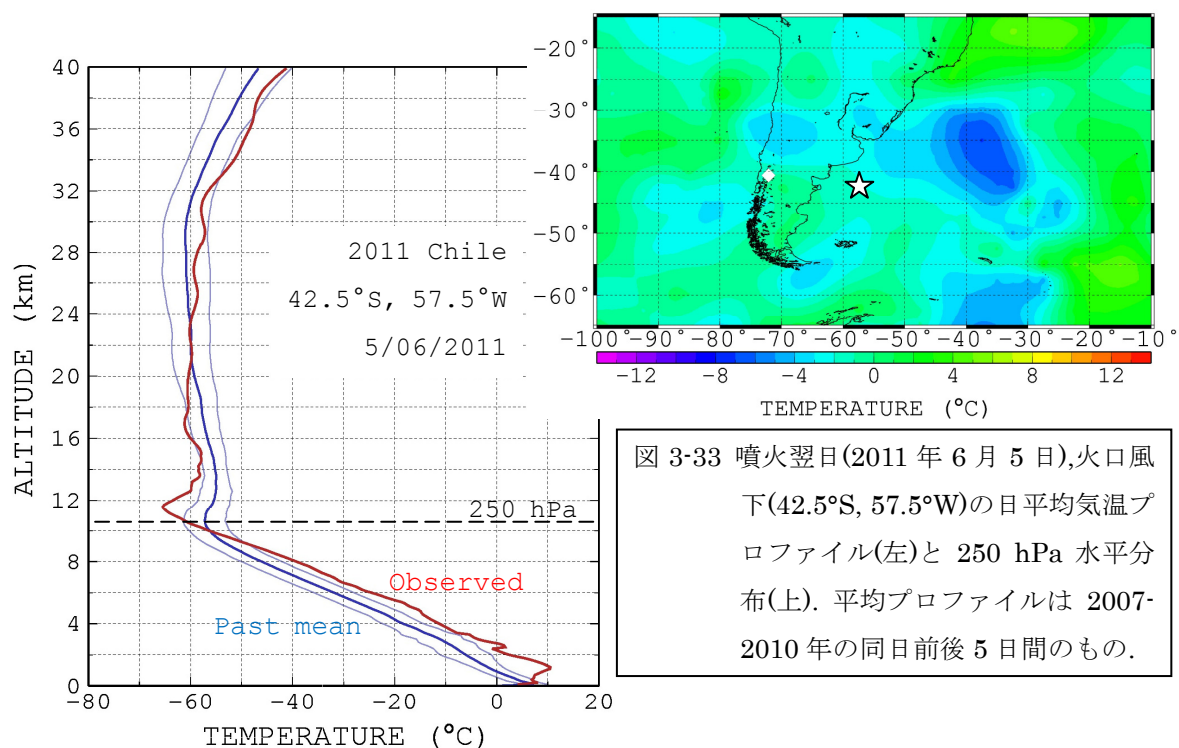 40
36
32
28
24
20
16
12
8
4
0
ALTITUDE (km)
−80 −60 −40 −20 0 20
TEMPERATURE (°C)
2011 Chile
42.5°S, 57.5°W
5/06/2011
250 hPa
Observed
Past mean
−20°
−30°
−40°
−50°
−60°
−100° −90° −80° −70° −60° −50° −40° −30° −20° −10° 0°
−12 −8 −4 0 4 8 12
TEMPERATURE (°C)
図 3-33 噴火翌日(2011 年 6 月 5 日),火口風
下(42.5°S, 57.5°W)の日平均気温プ
ロファイル(左)と 250 hPa 水平分
布(上). 平均プロファイルは 2007-
2010 年の同日前後 5 日間のもの.